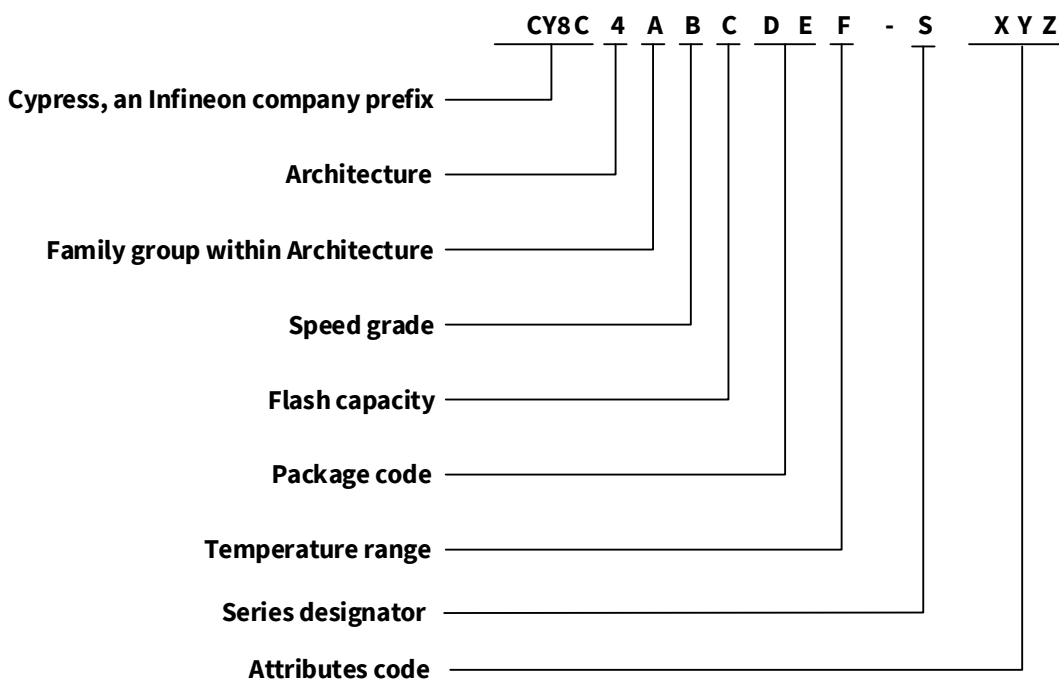 CY8C 4 A B C D E F - S X Y Z
Cypress, an Infineon company prefix
Architecture
Family group within Architecture
Speed grade
Flash capacity
Package code
Temperature range
Series designator
Attributes code